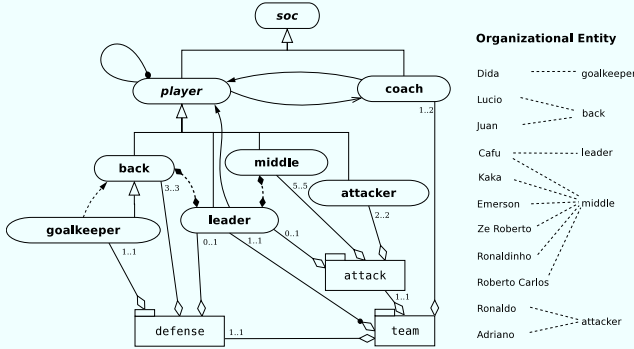 soc
player
coach
1..2
back
3..3
middle
5..5
attacker
2..2
goalkeeper
1..1
leader
0..1
1..1
0..1
attack
1..1
defense
1..1
team
Organizational Entity
Dida goalkeeper
Lucio
back
Juan
Cafu leader
Kaka
Emerson middle
Ze Roberto
Ronaldinho
Roberto Carlos
Ronaldo
attacker
Adriano